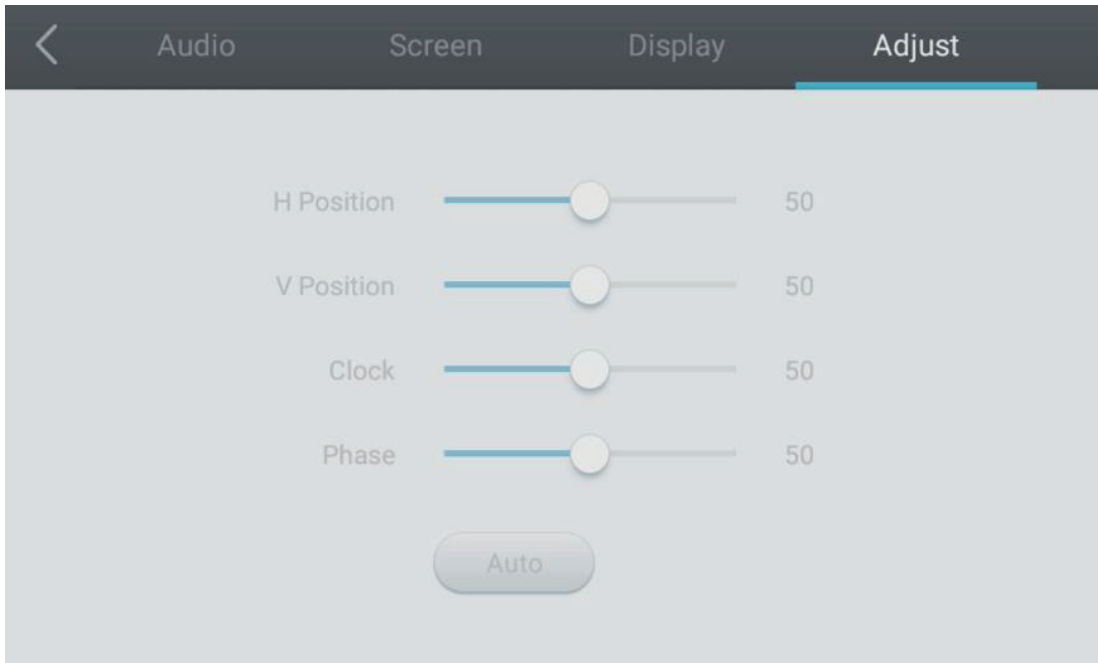 Audio Screen Display Adjust
H Position 50
V Position 50
Clock 50
Phase 50
Auto